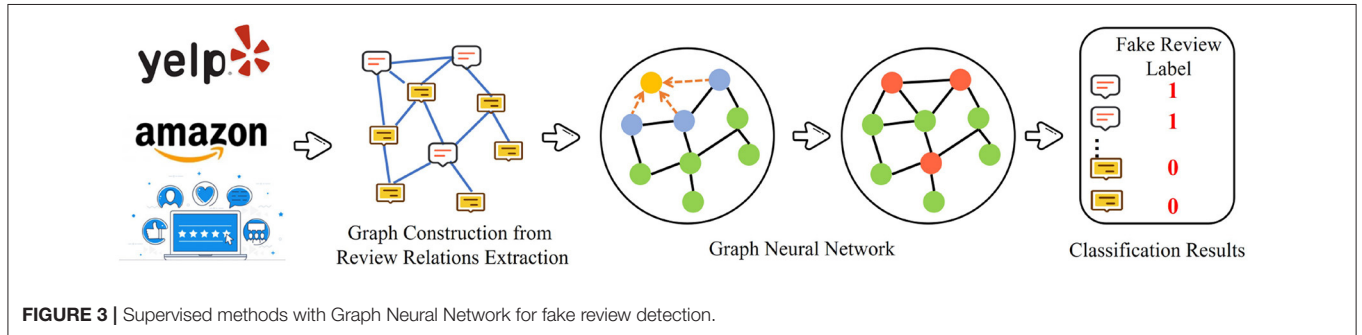 yelp
amazon
Graph Construction from
Review Relations Extraction
Graph Neural Network
Fake Review
Label
1
1
0
0
Classification Results
FIGURE 3 | Supervised methods with Graph Neural Network for fake review detection.